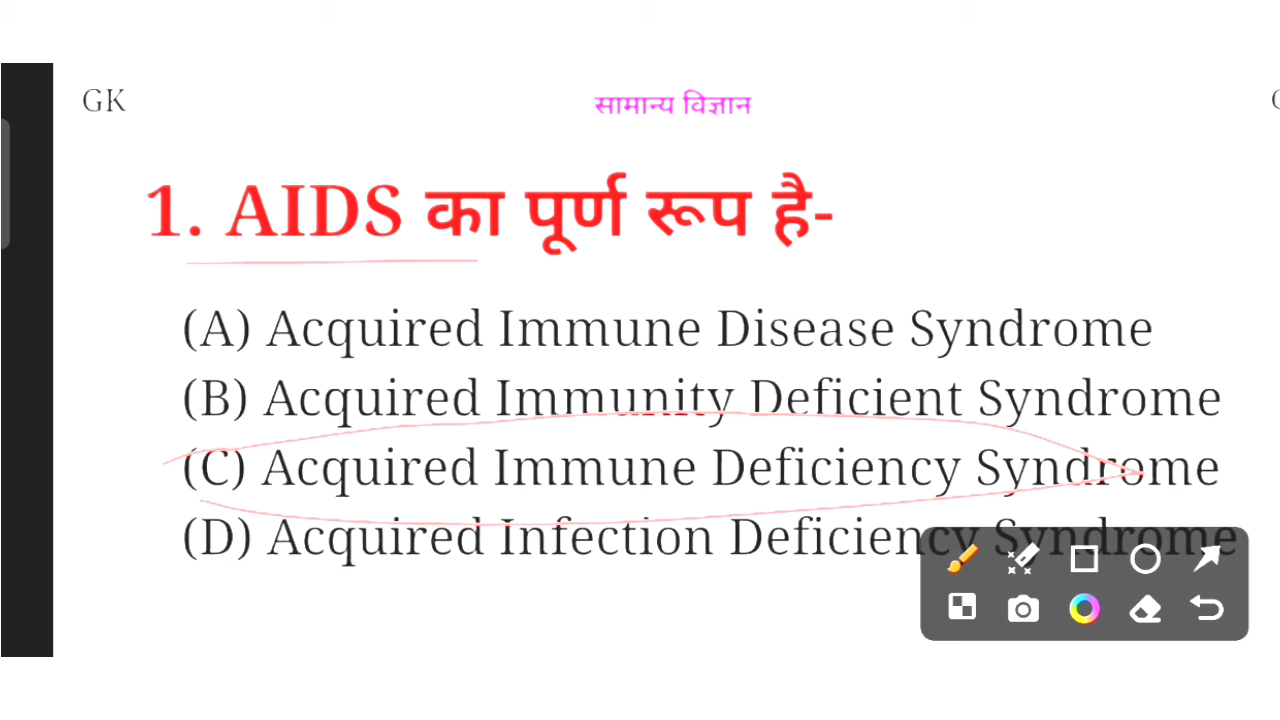 GK
सामान्य विज्ञान
1. AIDS का पूर्ण रूप है-
(A) Acquired Immune Disease Syndrome
(B) Acquired Immunity Deficient Syndrome
(C) Acquired Immune Deficiency Syndrome
(D) Acquired Infection Deficiency Syndrome